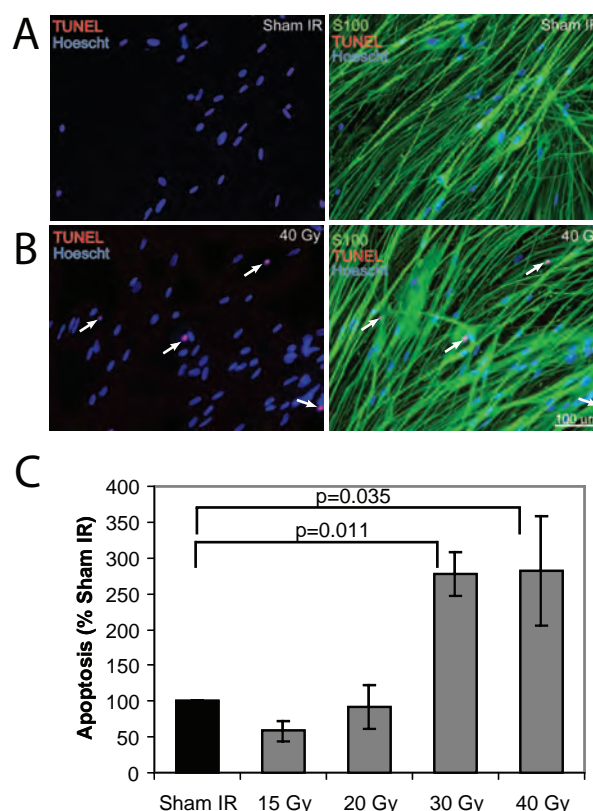 A
TUNEL
Hoescht
Sham IR
S100
TUNEL
Hoescht
Sham IR
B
TUNEL
Hoescht
40 Gy
S100
TUNEL
Hoescht
40 G
100 um
C
400
350
300
250
200
150
100
50
0
Apoptosis (% Sham IR)
p=0.035
p=0.011
Sham IR 15 Gy 20 Gy 30 Gy 40 Gy